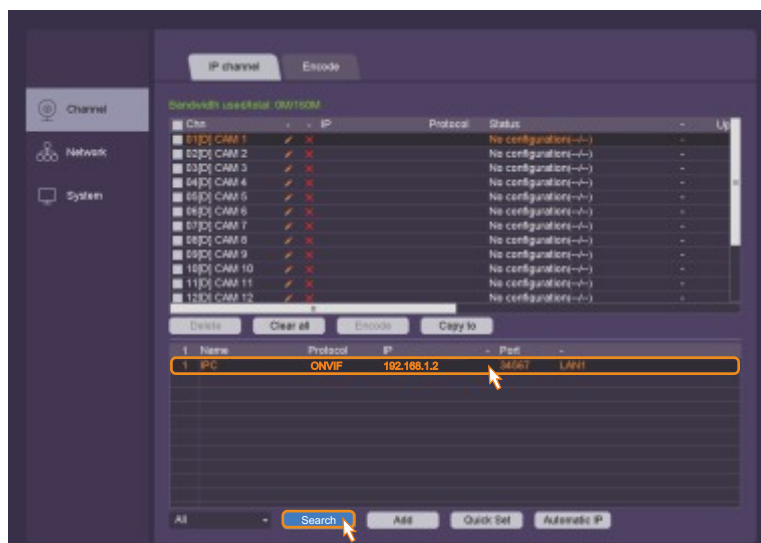 IP channel Encode
Channel
Network
System
Bandwidth used/total: 0M/160M
Chn - - IP Protocol Status - Up
01[D] CAM 1 No configuration(--/--)
02[D] CAM 2 No configuration(--/--) -
03[D] CAM 3 No configuration(--/--) -
04[D] CAM 4 No configuration(--/--) -
05[D] CAM 5 No configuration(--/--) -
06[D] CAM 6 No configuration(--/--) -
07[D] CAM 7 No configuration(--/--) -
08[D] CAM 8 No configuration(--/--) -
09[D] CAM 9 No configuration(--/--) -
10[D] CAM 10 No configuration(--/--) -
11[D] CAM 11 No configuration(--/--) -
12[D] CAM 12 No configuration(--/--) -
Delete Clear all Encode Copy to
1 Name Protocol IP - Port -
1 IPC ONVIF 192.168.1.2 34567 LAN1
All Search Add Quick Set Automatic IP